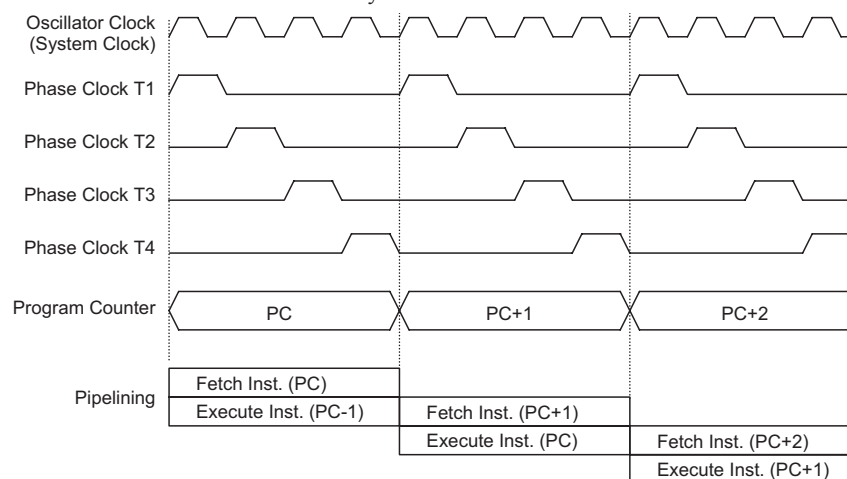 Oscillator Clock
(System Clock)
Phase Clock T1
Phase Clock T2
Phase Clock T3
Phase Clock T4
Program Counter
PC
PC+1
PC+2
Pipelining
Fetch Inst. (PC)
Execute Inst. (PC-1)
Fetch Inst. (PC+1)
Execute Inst. (PC)
Fetch Inst. (PC+2)
Execute Inst. (PC+1)